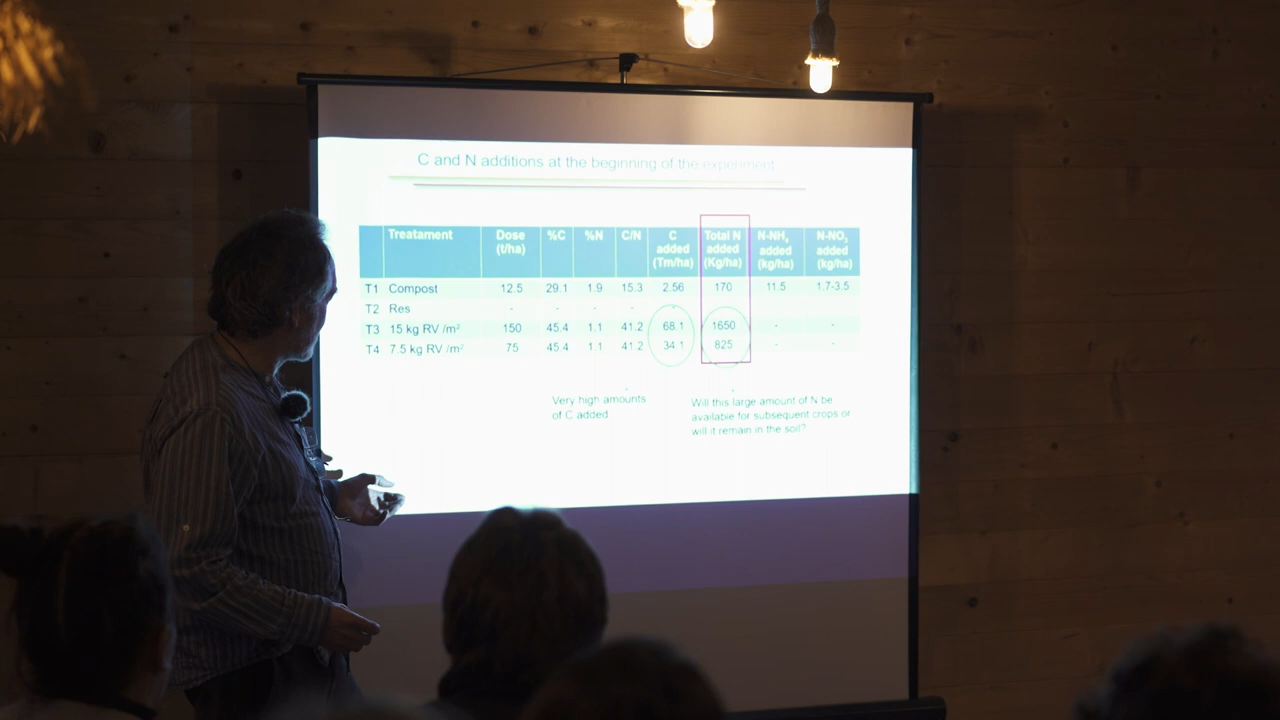 C and N additions at the beginning of the experiment
Treatament Dose (t/ha) %C %N C/N C added (Tm/ha) Total N added (Kg/ha) N-NH4 added (kg/ha) N-NO3 added (kg/ha)
T1 Compost 12.5 29.1 1.9 15.3 2.56 170 11.5 1.7-3.5
T2 Res - - - - - - - -
T3 15 kg RV /m² 150 45.4 1.1 41.2 68.1 1650 - -
T4 7.5 kg RV /m² 75 45.4 1.1 41.2 34.1 825 - -
Very high amounts
of C added
Will this large amount of N be
available for subsequent crops or
will it remain in the soil?